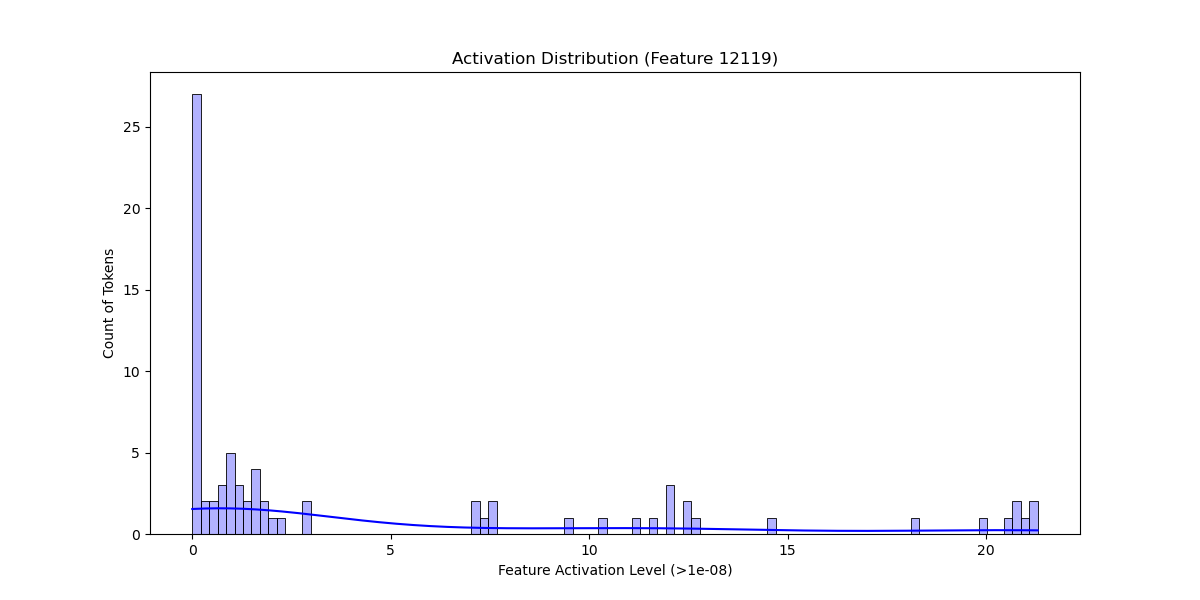 Activation Distribution (Feature 12119)
Count of Tokens
25
20
15
10
5
0
0 5 10 15 20
Feature Activation Level (>1e-08)